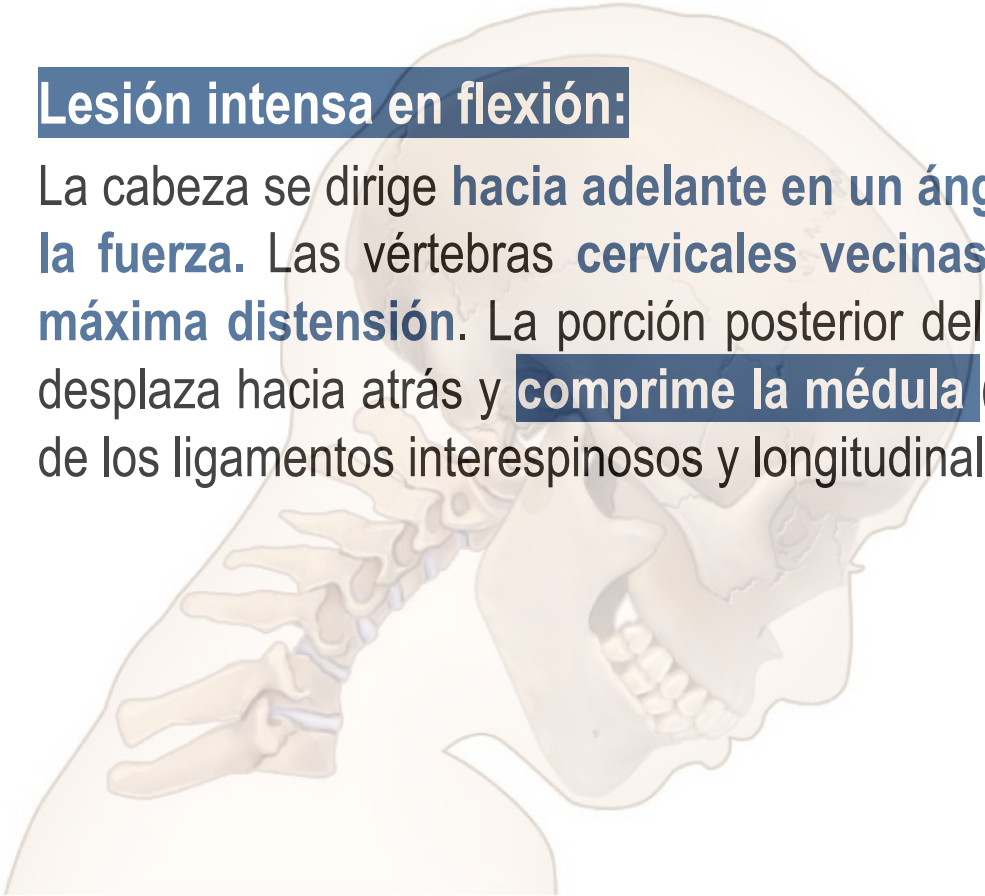 Lesión intensa en flexión:
La cabeza se dirige hacia adelante en un
la fuerza. Las vértebras cervicales vecinas
máxima distensión. La porción posterior del
desplaza hacia atrás y comprime la médula
de los ligamentos interespinosos y longitudinal